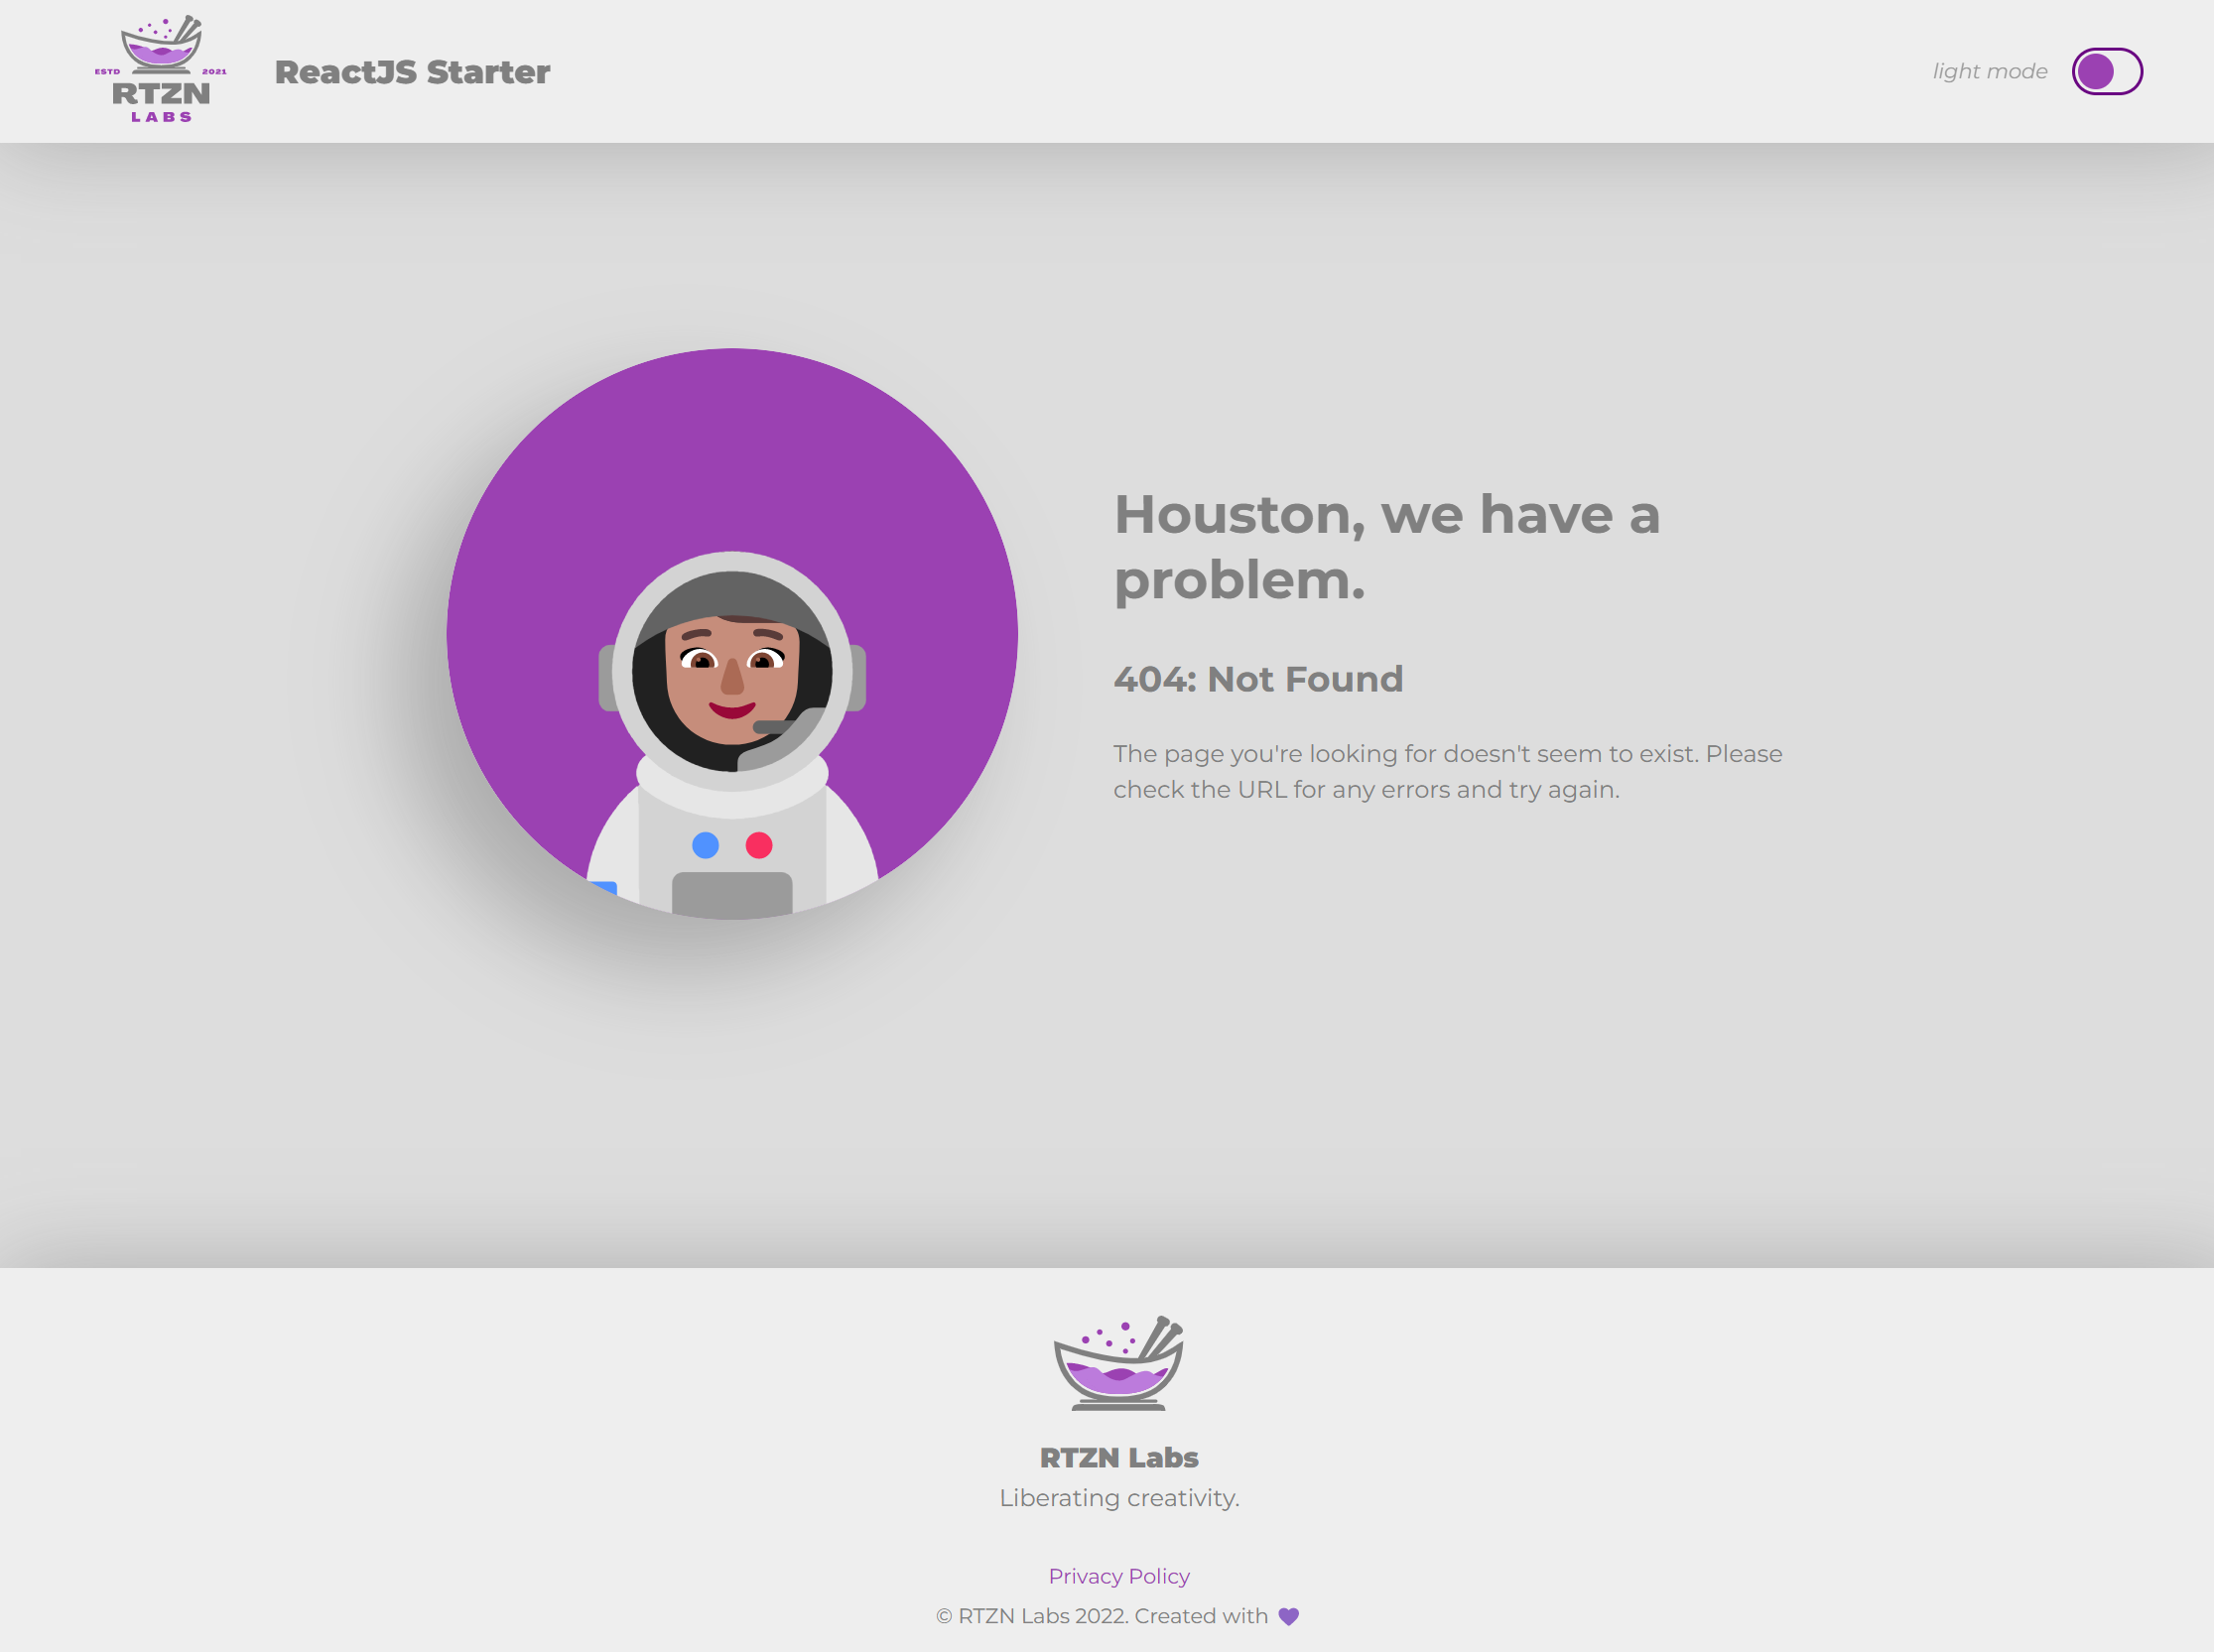 ESTD 2021
RTZN
LABS
ReactJS Starter
light mode
Houston, we have a
problem.
404: Not Found
The page you're looking for doesn't seem to exist. Please
check the URL for any errors and try again.
RTZN Labs
Liberating creativity.
Privacy Policy
© RTZN Labs 2022. Created with 💜